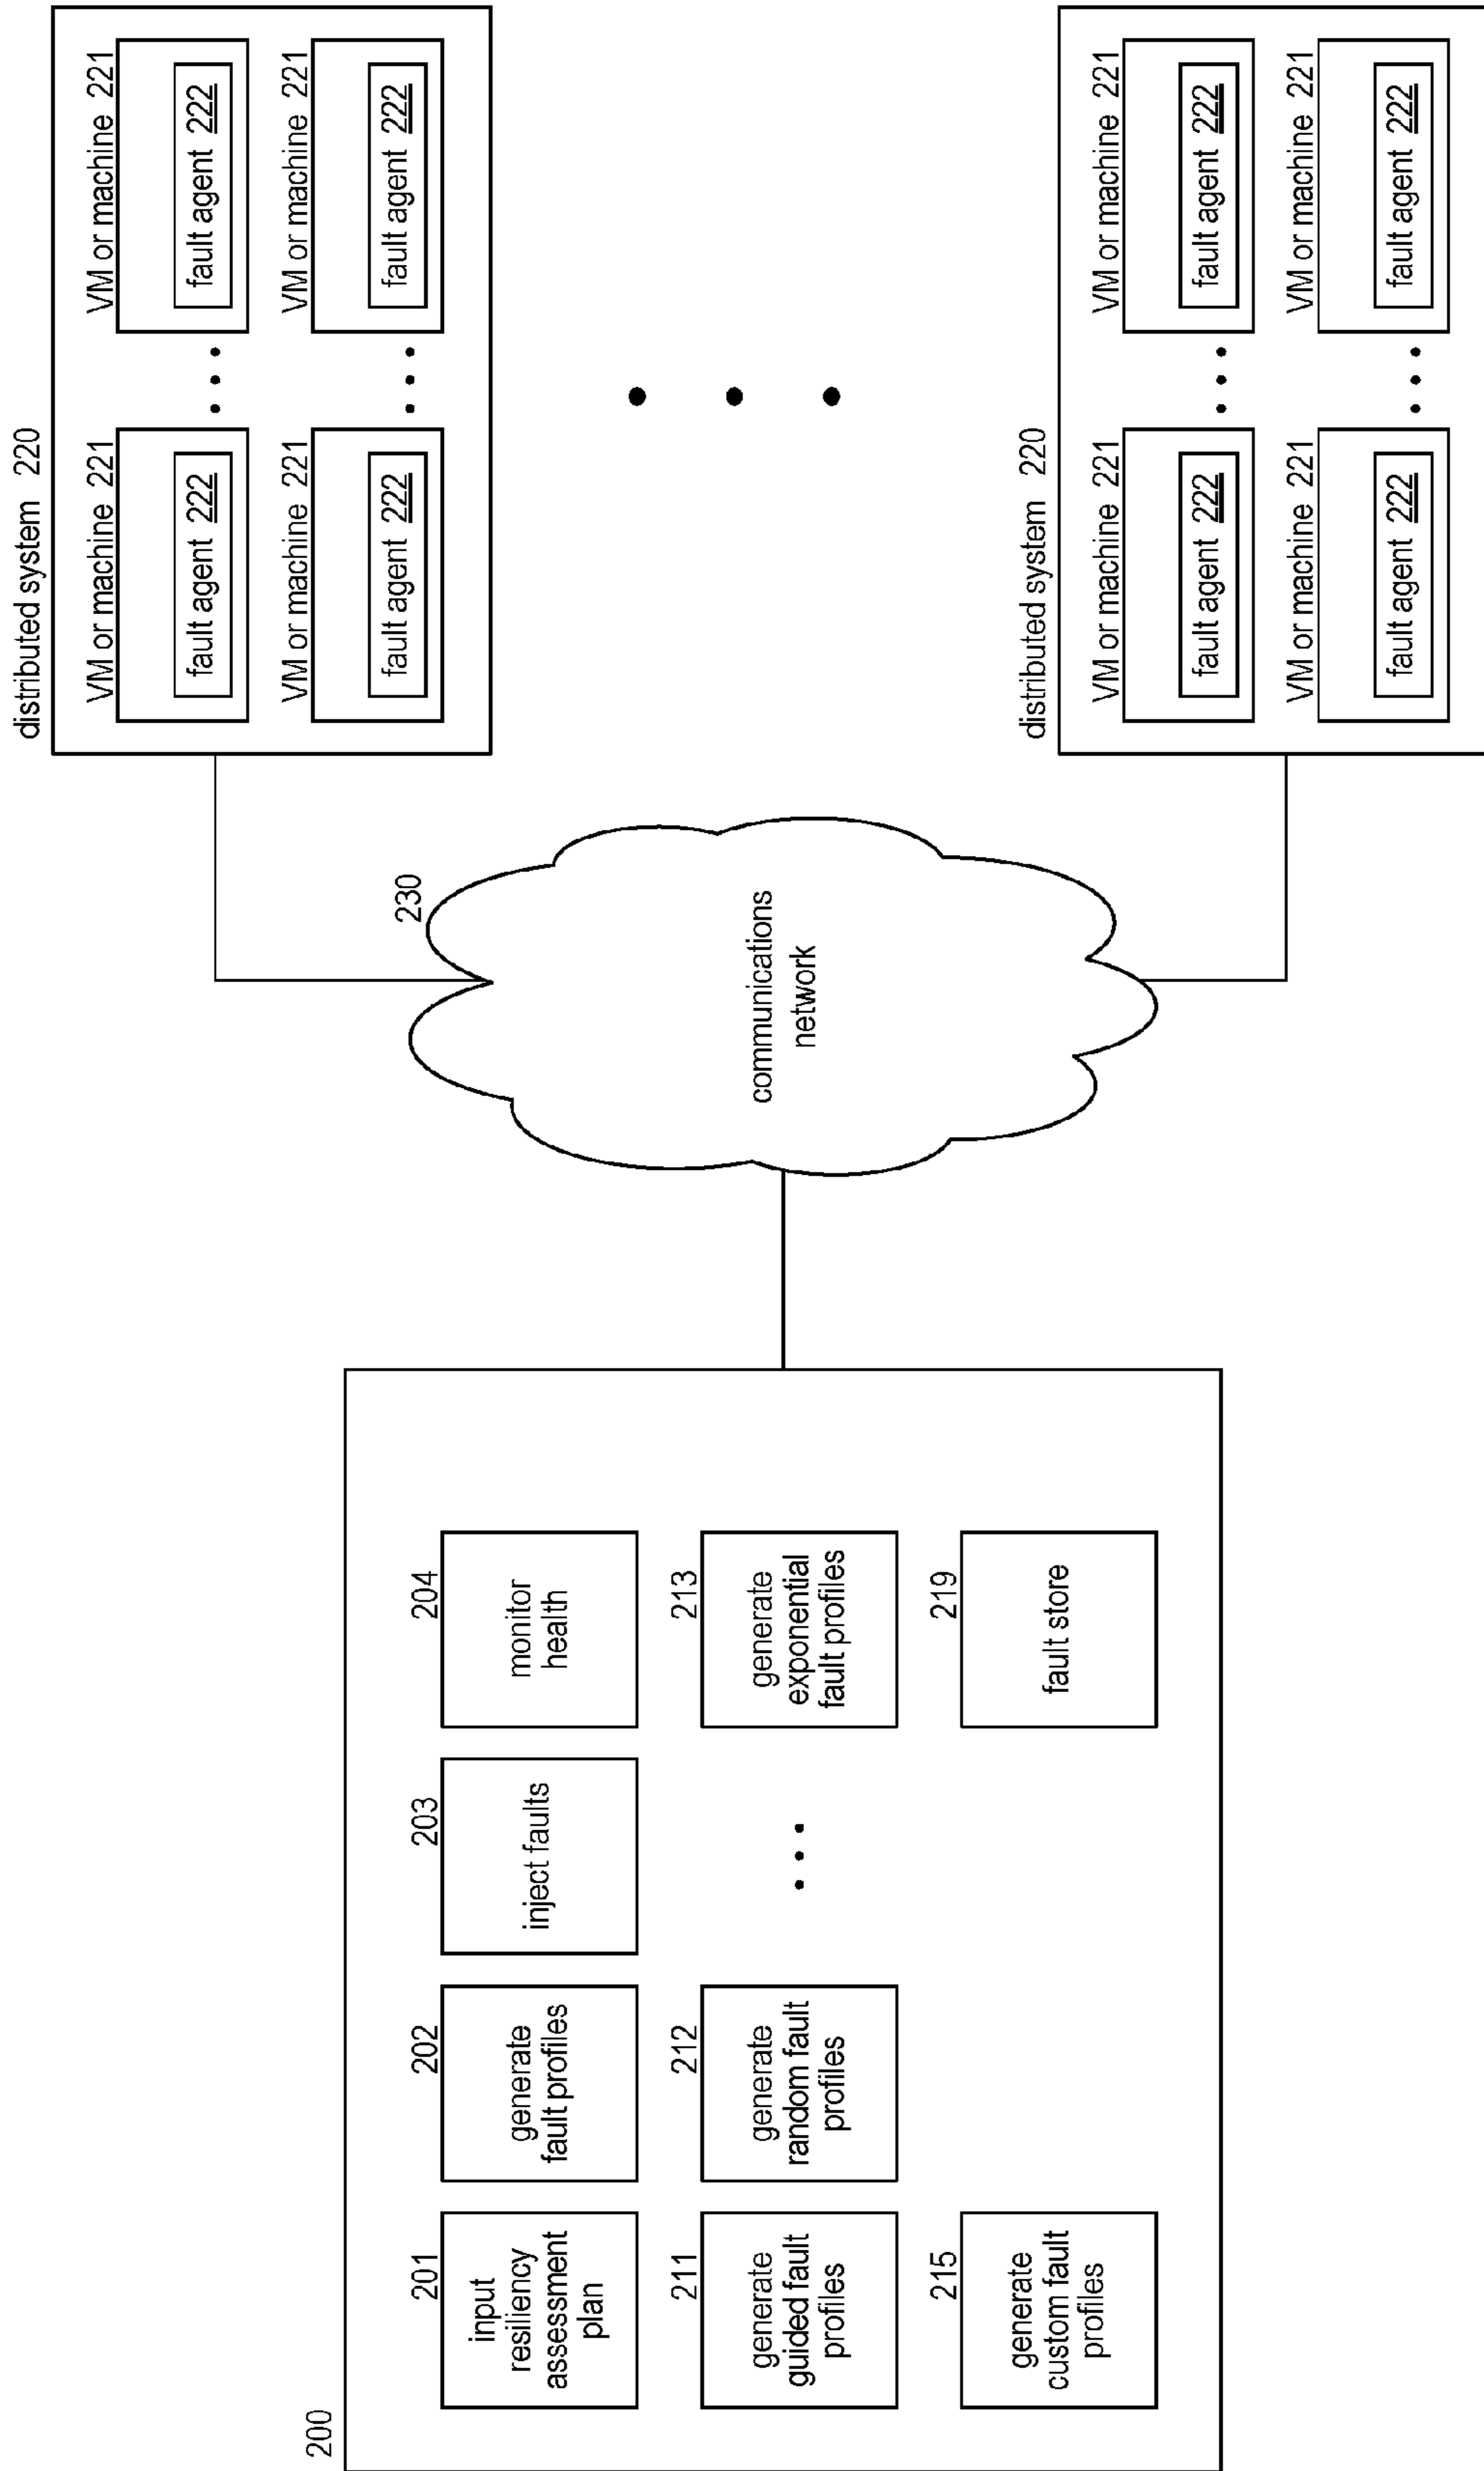 200
201
input
resiliency
assessment
plan
202
generate
fault profiles
203
inject faults
204
monitor
health
211
generate
guided fault
profiles
212
generate
random fault
profiles
213
generate
exponential
fault profiles
215
generate
custom fault
profiles
219
fault store
230
communications
network
distributed system 220
VM or machine 221
fault agent 222
VM or machine 221
fault agent 222
VM or machine 221
fault agent 222
VM or machine 221
fault agent 222
distributed system 220
VM or machine 221
fault agent 222
VM or machine 221
fault agent 222
VM or machine 221
fault agent 222
VM or machine 221
fault agent 222